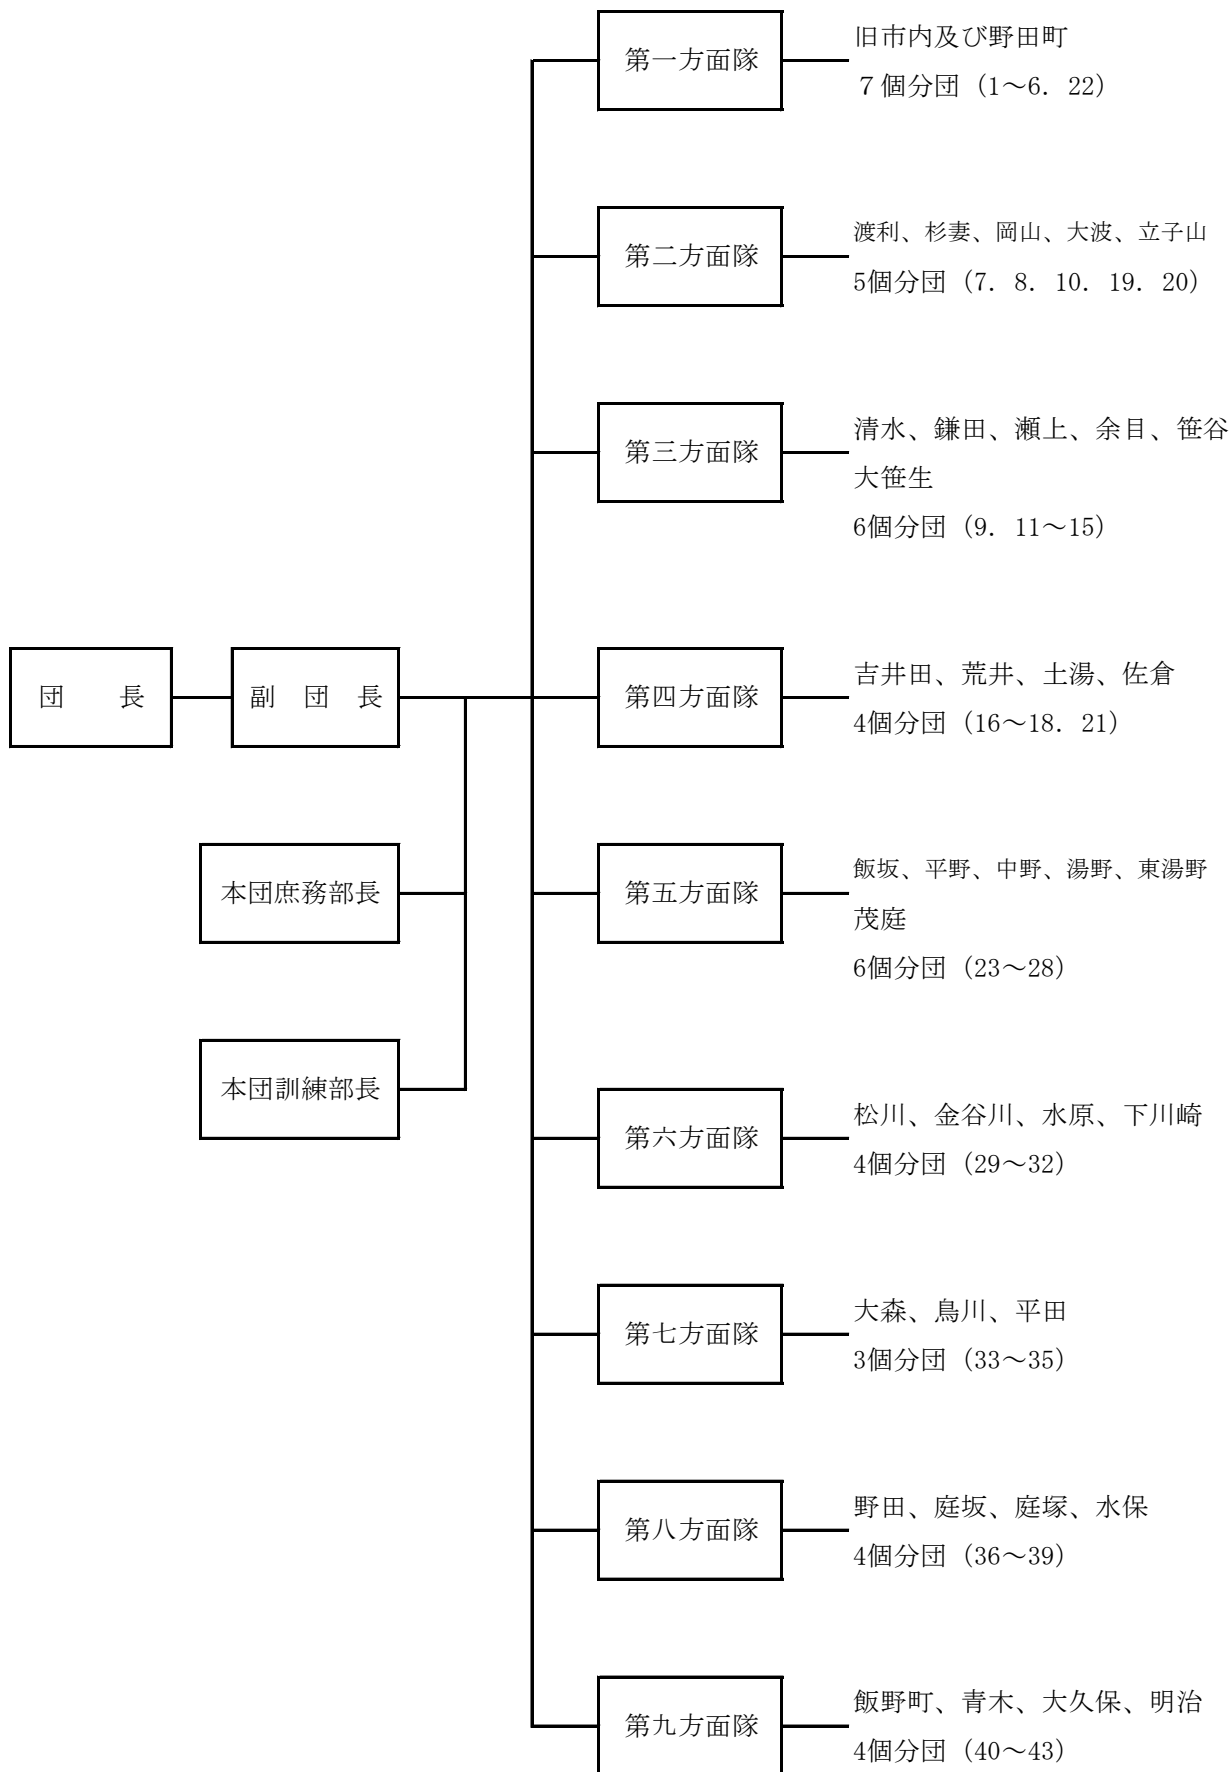 第一方面隊
旧市内及び野田町
７個分団（1～6．22）
第二方面隊
渡利、杉妻、岡山、大波、立子山
5個分団（7．8．10．19．20）
第三方面隊
清水、鎌田、瀬上、余目、笹谷
大笹生
6個分団（9．11～15）
団　　長
副　団　長
第四方面隊
吉井田、荒井、土湯、佐倉
4個分団（16～18．21）
本団庶務部長
第五方面隊
飯坂、平野、中野、湯野、東湯野
茂庭
6個分団（23～28）
本団訓練部長
第六方面隊
松川、金谷川、水原、下川崎
4個分団（29～32）
第七方面隊
大森、鳥川、平田
3個分団（33～35）
第八方面隊
野田、庭坂、庭塚、水保
4個分団（36～39）
第九方面隊
飯野町、青木、大久保、明治
4個分団（40～43）